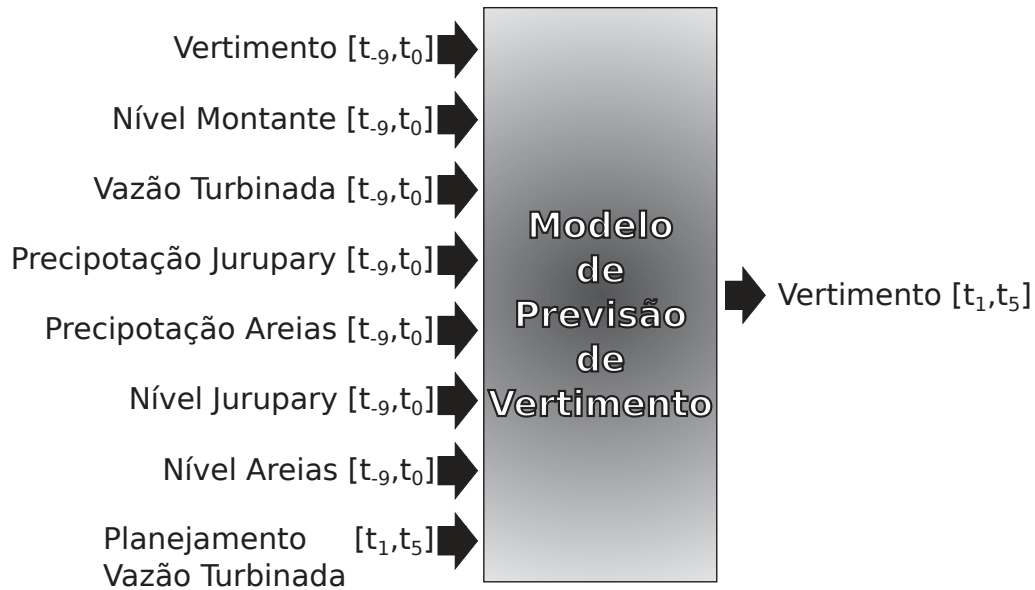 Vertimento [t-9,t0]
Nível Montante [t-9,t0]
Vazão Turbinada [t-9,t0]
Precipotação Jurupary [t-9,t0]
Precipotação Areias [t-9,t0]
Nível Jurupary [t-9,t0]
Nível Areias [t-9,t0]
Planejamento [t1,t5]
Vazão Turbinada
Modelo
de
Previsão
de
Vertimento
Vertimento [t1,t5]